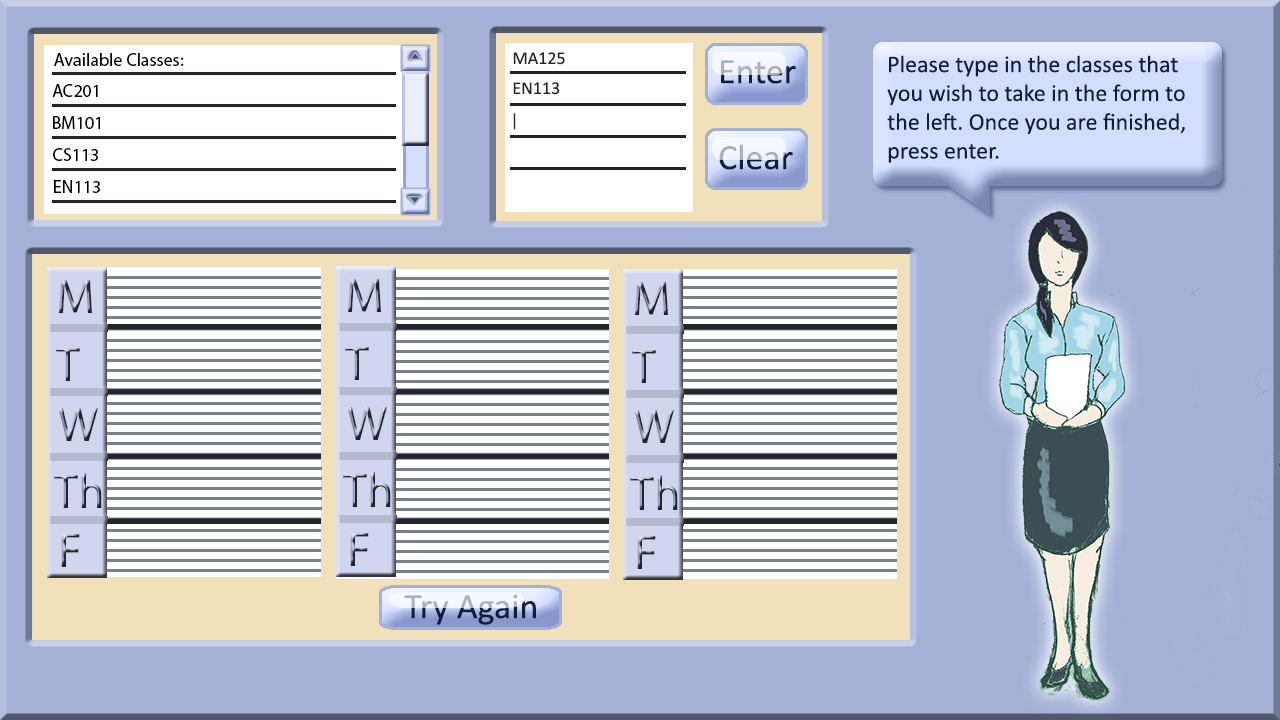 Available Classes:
AC201
BM101
CS113
EN113
MA125
EN113
Enter
Clear
Please type in the classes that
you wish to take in the form to
the left. Once you are finished,
press enter.
M
T
W
Th
F
M
T
W
Th
F
M
T
W
Th
F
Try Again